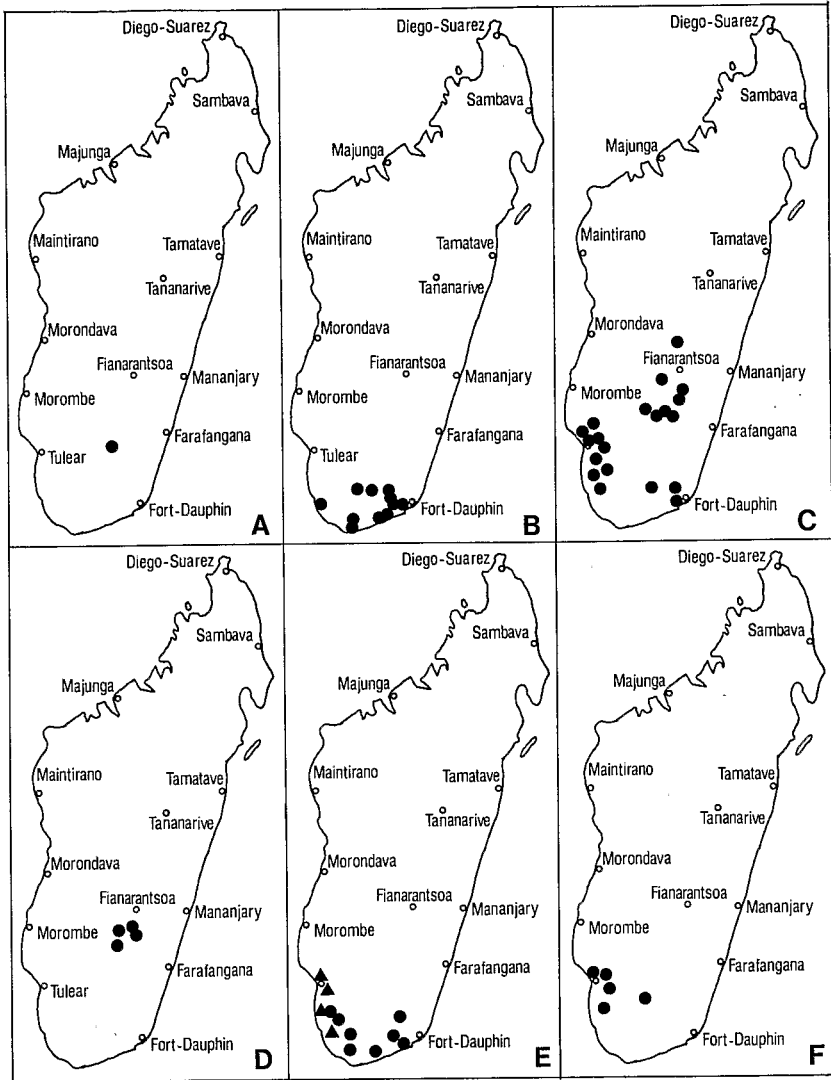 Diego-Suarez
Sambava
Majunga
Maintirano
Tamatave
Tananarive
Morondava
Fianarantsoa
Mananjary
Morombe
Farafangana
Tulear
Fort-Dauphin
A
Diego-Suarez
Sambava
Majunga
Maintirano
Tamatave
Tananarive
Morondava
Fianarantsoa
Mananjary
Morombe
Farafangana
Tulear
Fort-Dauphin
B
Diego-Suarez
Sambava
Majunga
Maintirano
Tamatave
Tananarive
Morondava
Fianarantsoa
Mananjary
Morombe
Farafangana
Fort-Dauphin
C
Diego-Suarez
Sambava
Majunga
Maintirano
Tamatave
Tananarive
Morondava
Fianarantsoa
Mananjary
Morombe
Farafangana
Tulear
Fort-Dauphin
D
Diego-Suarez
Sambava
Majunga
Maintirano
Tamatave
Tananarive
Morondava
Fianarantsoa
Mananjary
Morombe
Farafangana
Fort-Dauphin
E
Diego-Suarez
Sambava
Majunga
Maintirano
Tamatave
Tananarive
Morondava
Fianarantsoa
Mananjary
Morombe
Farafangana
Fort-Dauphin
F